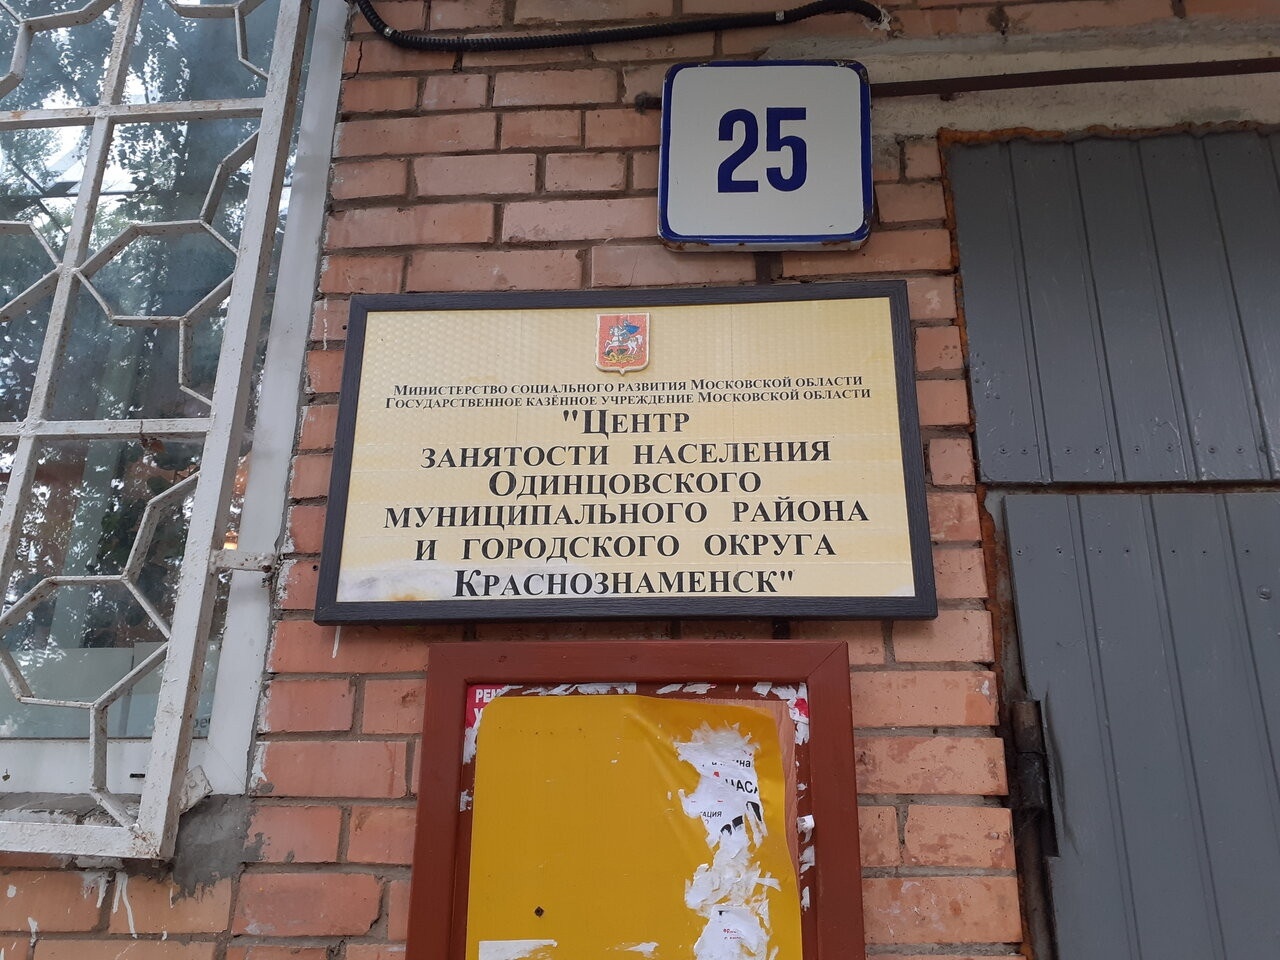 25
Министерство социального развития Московской области
Государственное казённое учреждение Московской области
"Центр
занятости населения
Одинцовского
муниципального района
и городского округа
Краснознаменск"